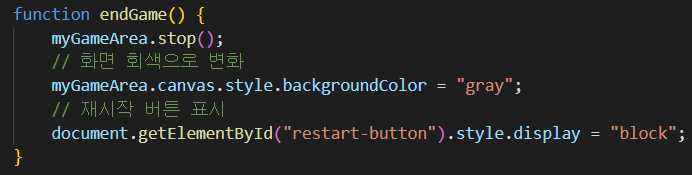 function endGame() {
    myGameArea.stop();
    // 화면 회색으로 변화
    myGameArea.canvas.style.backgroundColor = "gray";
    // 재시작 버튼 표시
    document.getElementById("restart-button").style.display = "block";
}